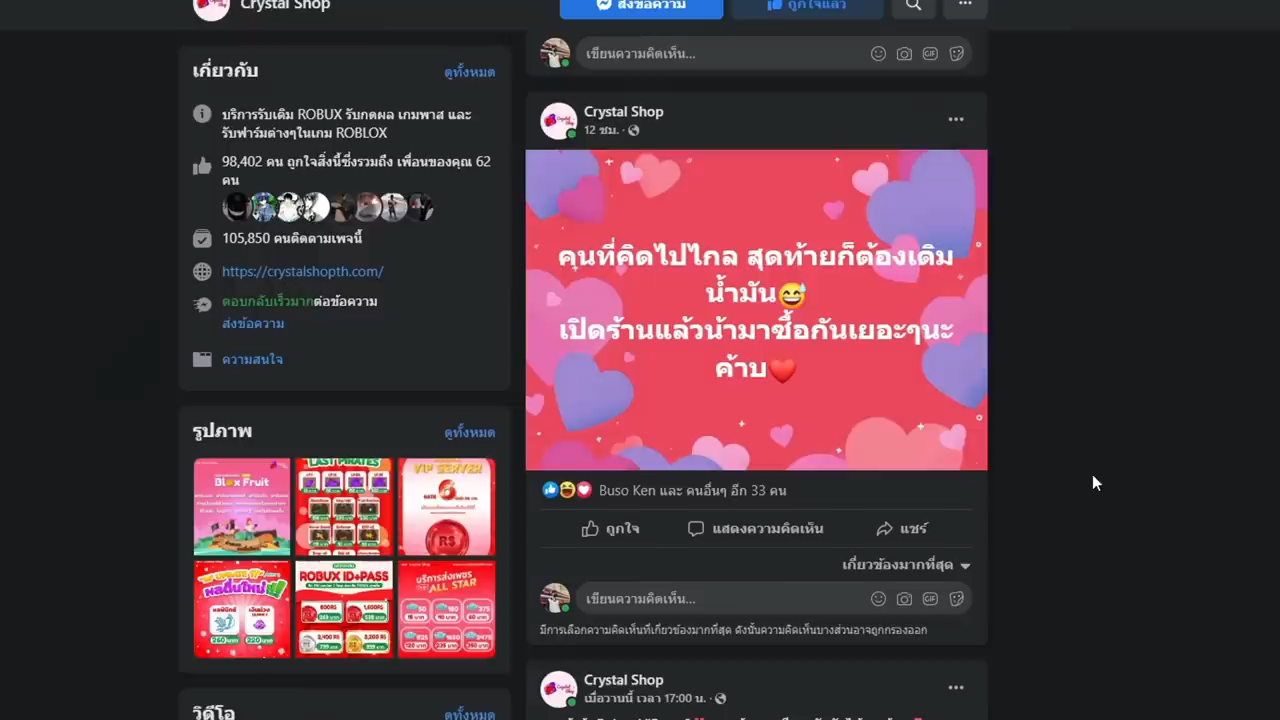 Crystal Shop
ส่งข้อความ
ถูกใจแล้ว
เกี่ยวกับ
ดูทั้งหมด
บริการรับเติม ROBUX รับกดผล เกมพาส และ
รับฟาร์มต่างๆในเกม ROBLOX
98,402 คน ถูกใจสิ่งนี้ซึ่งรวมถึง เพื่อนของคุณ 62
คน
105,850 คนติดตามเพจนี้
https://crystalshopth.com/
ตอบกลับเร็วมากต่อข้อความ
ส่งข้อความ
ความสนใจ
รูปภาพ
ดูทั้งหมด
Blox Fruit
LAST PIRATES
VIP SERVER
ROBUX ID+PASS
ALL STAR
วิดีโอ
ดูทั้งหมด
เขียนความคิดเห็น...
GIF
Crystal Shop
12 ชม. ·
คนที่คิดไปไกล สุดท้ายก็ต้องเติม
น้ำมัน😅
เปิดร้านแล้วน้ามาซื้อกันเยอะๆนะ
ค้าบ❤️
Buso Ken และ คนอื่นๆ อีก 33 คน
ถูกใจ
แสดงความคิดเห็น
แชร์
เกี่ยวข้องมากที่สุด
เขียนความคิดเห็น...
GIF
มีการเลือกความคิดเห็นที่เกี่ยวข้องมากที่สุด ดังนั้นความคิดเห็นบางส่วนอาจถูกกรองออก
Crystal Shop
เมื่อวานนี้ เวลา 17:00 น. ·